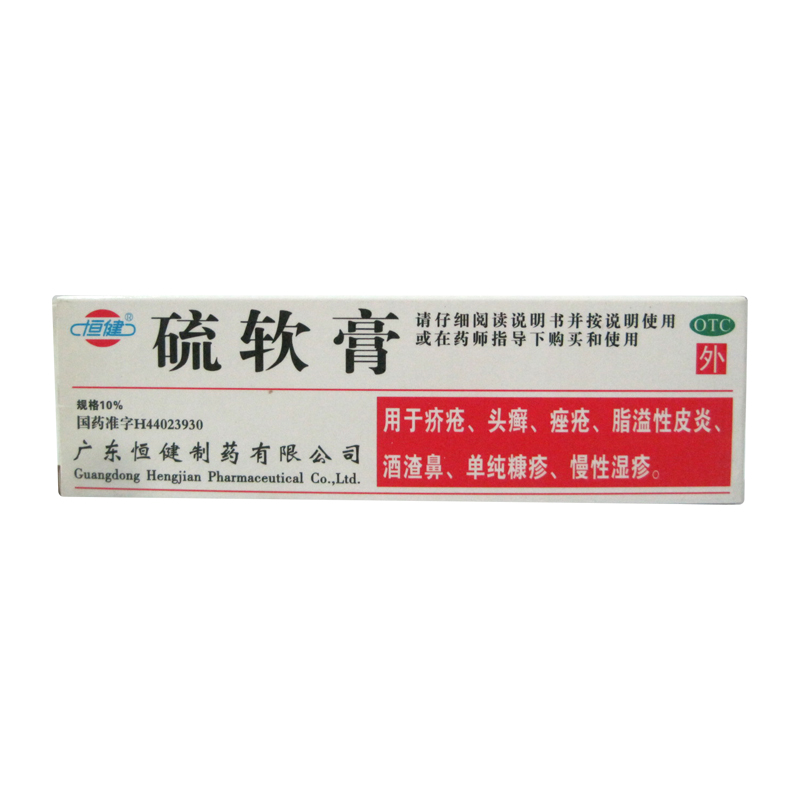 恒健®
硫软膏
请仔细阅读说明书并按说明使用
或在药师指导下购买和使用
OTC
外
规格10%
国药准字H44023930
广东恒健制药有限公司
Guangdong Hengjian Pharmaceutical Co.,Ltd.
用于疥疮、头癣、痤疮、脂溢性皮炎、
酒渣鼻、单纯糠疹、慢性湿疹。